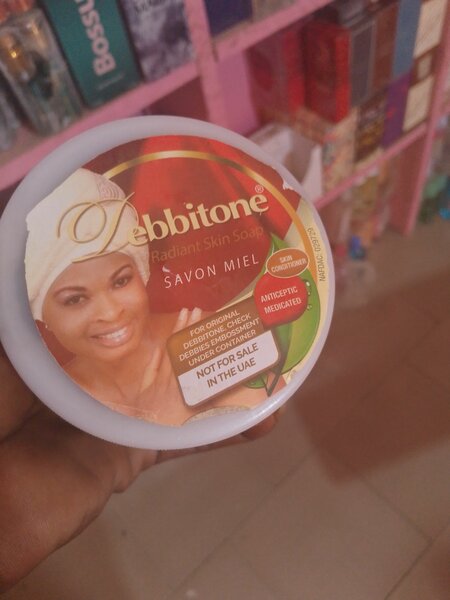 Bossu
Debbitone®
Radiant Skin Soap
SAVON MIEL
SKIN
CONDITIONER
ANTICEPTIC
MEDICATED
FOR ORIGINAL
DEBBITONE, CHECK
DEBBIES EMBOSSMENT
UNDER CONTAINER
NOT FOR SALE
IN THE UAE